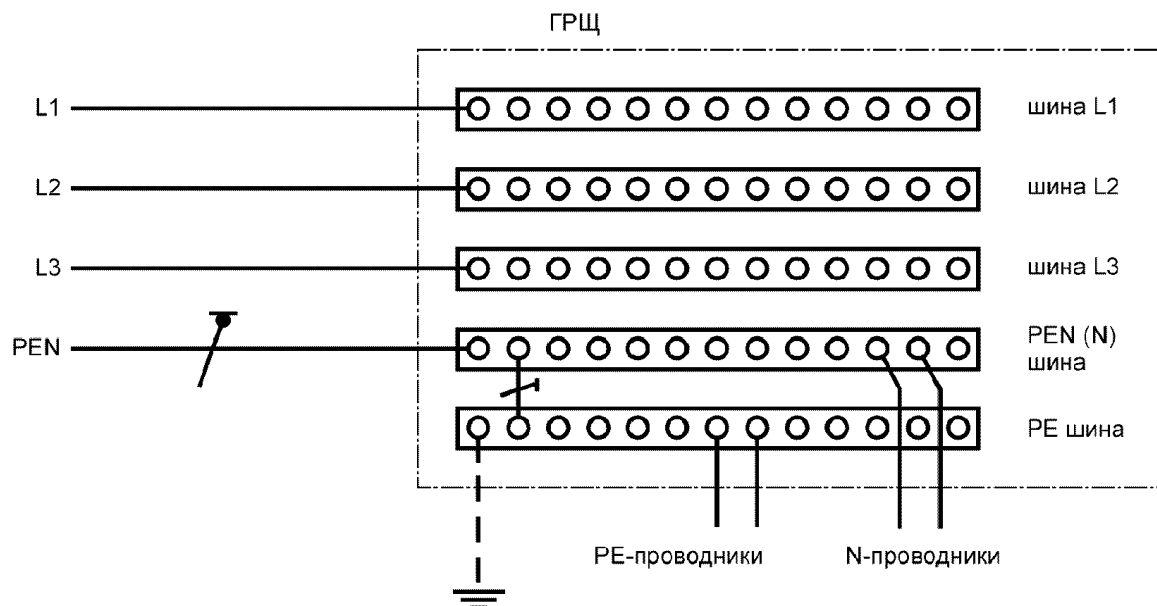 ГРЩ
L1
шина L1
L2
шина L2
L3
шина L3
PEN
PEN (N)
шина
PE шина
PE-проводники
N-проводники